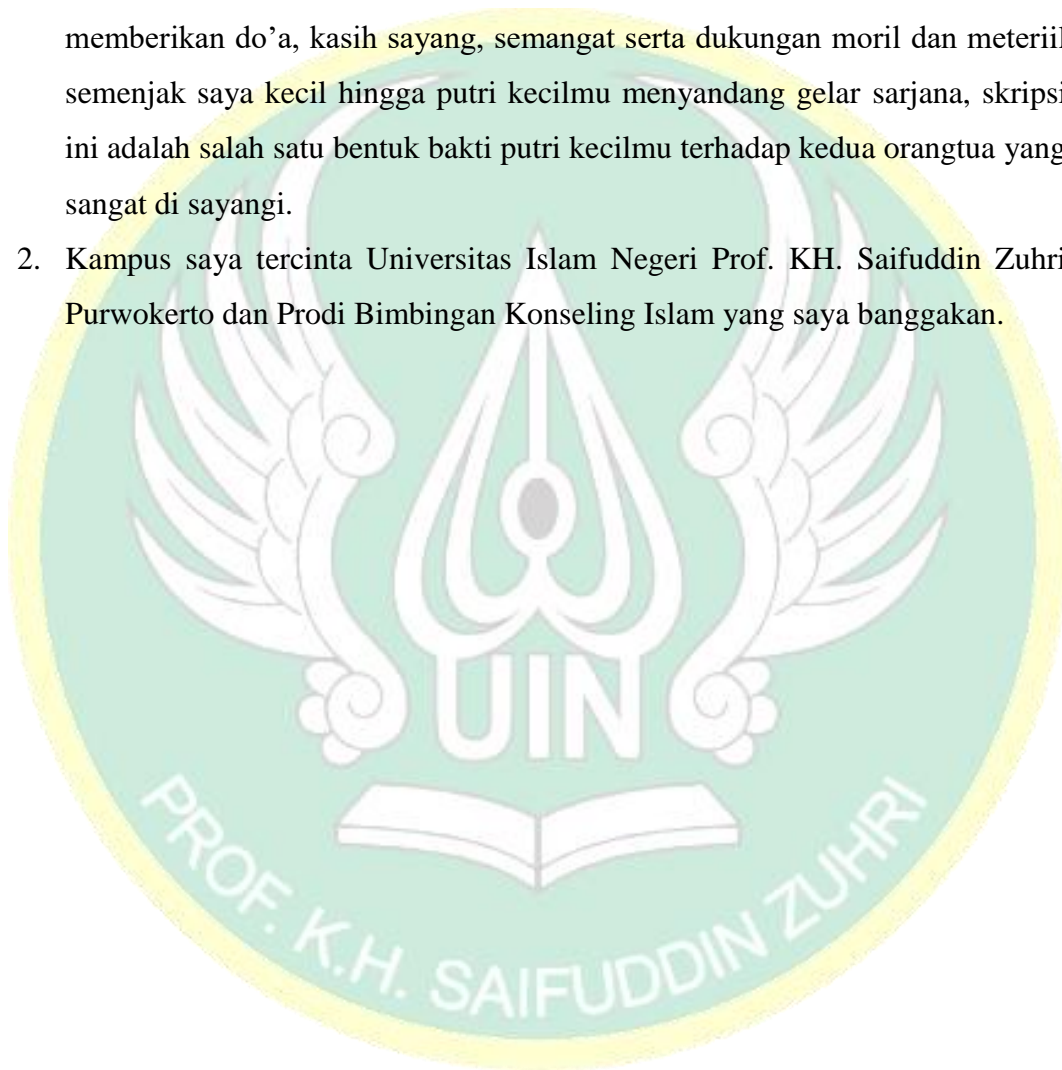 memberikan do’a, kasih sayang, semangat serta dukungan moril dan meteriil
semenjak saya kecil hingga putri kecilmu menyandang gelar sarjana, skripsi
ini adalah salah satu bentuk bakti putri kecilmu terhadap kedua orangtua yang
sangat di sayangi.
2. Kampus saya tercinta Universitas Islam Negeri Prof. KH. Saifuddin Zuhri
Purwokerto dan Prodi Bimbingan Konseling Islam yang saya banggakan.
UIN
PROF. K.H. SAIFUDDIN ZUHRI